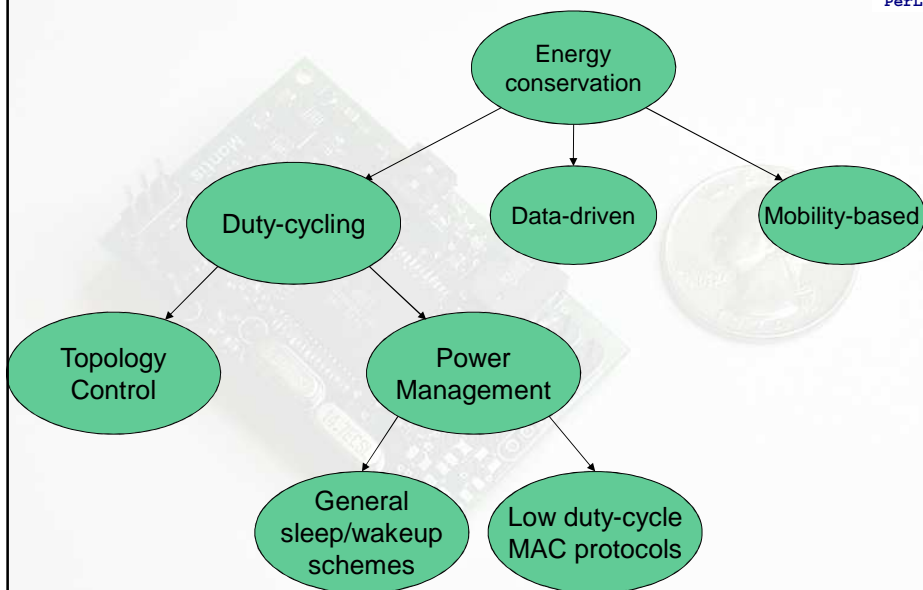 PerL
Energy
conservation
Duty-cycling
Data-driven
Mobility-based
Topology
Control
Power
Management
General
sleep/wakeup
schemes
Low duty-cycle
MAC protocols